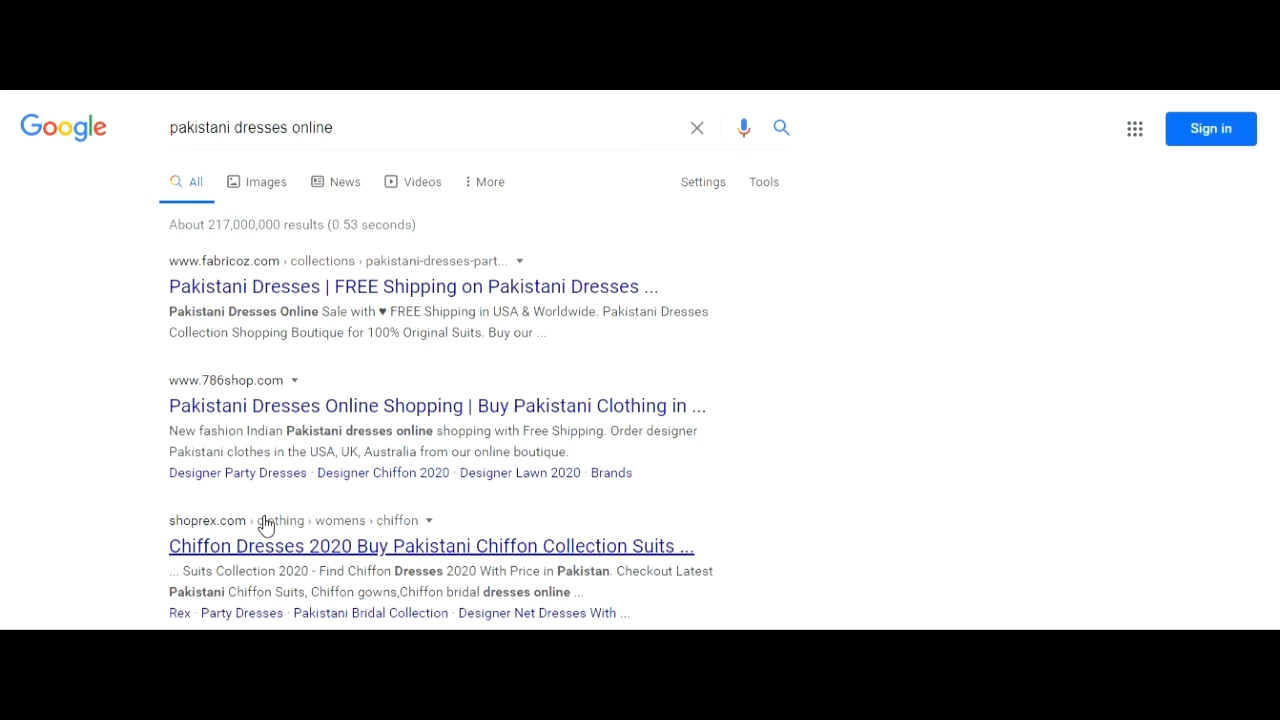 Google
pakistani dresses online
Sign in
All Images News Videos More Settings Tools
About 217,000,000 results (0.53 seconds)
www.fabricoz.com › collections › pakistani-dresses-part...
Pakistani Dresses | FREE Shipping on Pakistani Dresses ...
Pakistani Dresses Online Sale with ♥ FREE Shipping in USA & Worldwide. Pakistani Dresses
Collection Shopping Boutique for 100% Original Suits. Buy our ...
www.786shop.com
Pakistani Dresses Online Shopping | Buy Pakistani Clothing in ...
New fashion Indian Pakistani dresses online shopping with Free Shipping. Order designer
Pakistani clothes in the USA, UK, Australia from our online boutique.
Designer Party Dresses · Designer Chiffon 2020 · Designer Lawn 2020 · Brands
shoprex.com › clothing › womens › chiffon
Chiffon Dresses 2020 Buy Pakistani Chiffon Collection Suits ...
... Suits Collection 2020 - Find Chiffon Dresses 2020 With Price in Pakistan. Checkout Latest
Pakistani Chiffon Suits, Chiffon gowns,Chiffon bridal dresses online ...
Rex · Party Dresses · Pakistani Bridal Collection · Designer Net Dresses With ...